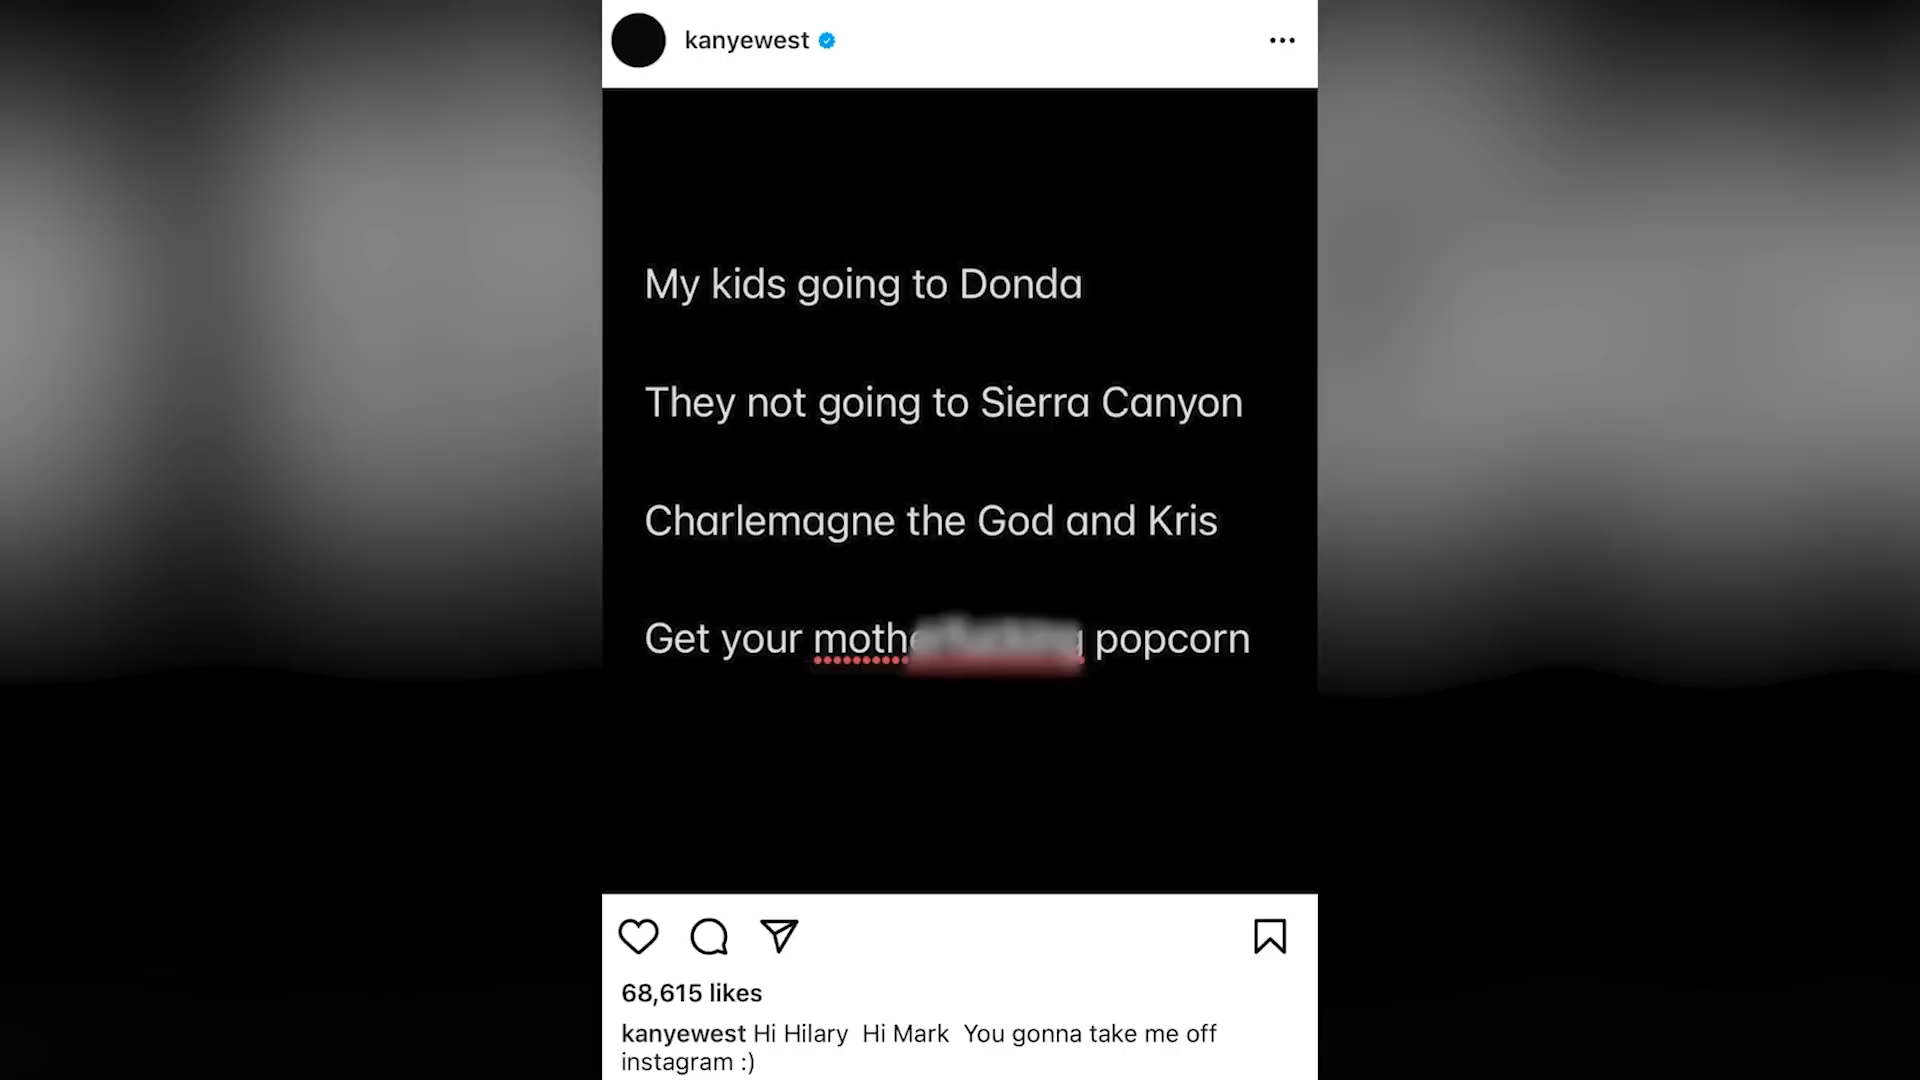 kanyewest
My kids going to Donda
They not going to Sierra Canyon
Charlemagne the God and Kris
Get your popcorn
68,615 likes
kanyewest Hi Hilary  Hi Mark  You gonna take me off
instagram :)